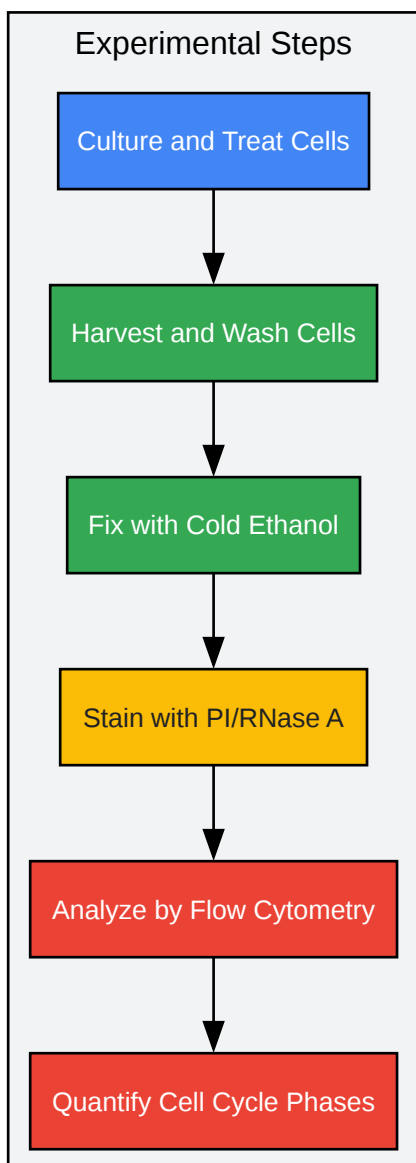 Experimental Steps
Culture and Treat Cells
Harvest and Wash Cells
Fix with Cold Ethanol
Stain with PI/RNase A
Analyze by Flow Cytometry
Quantify Cell Cycle Phases